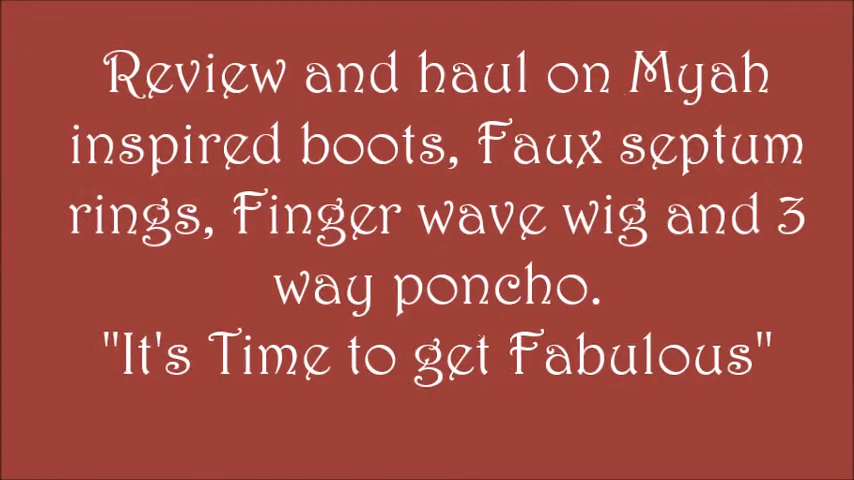 Review and haul on Myah
inspired boots, Faux septum
rings, Finger wave wig and 3
way poncho.
"It's Time to get Fabulous"